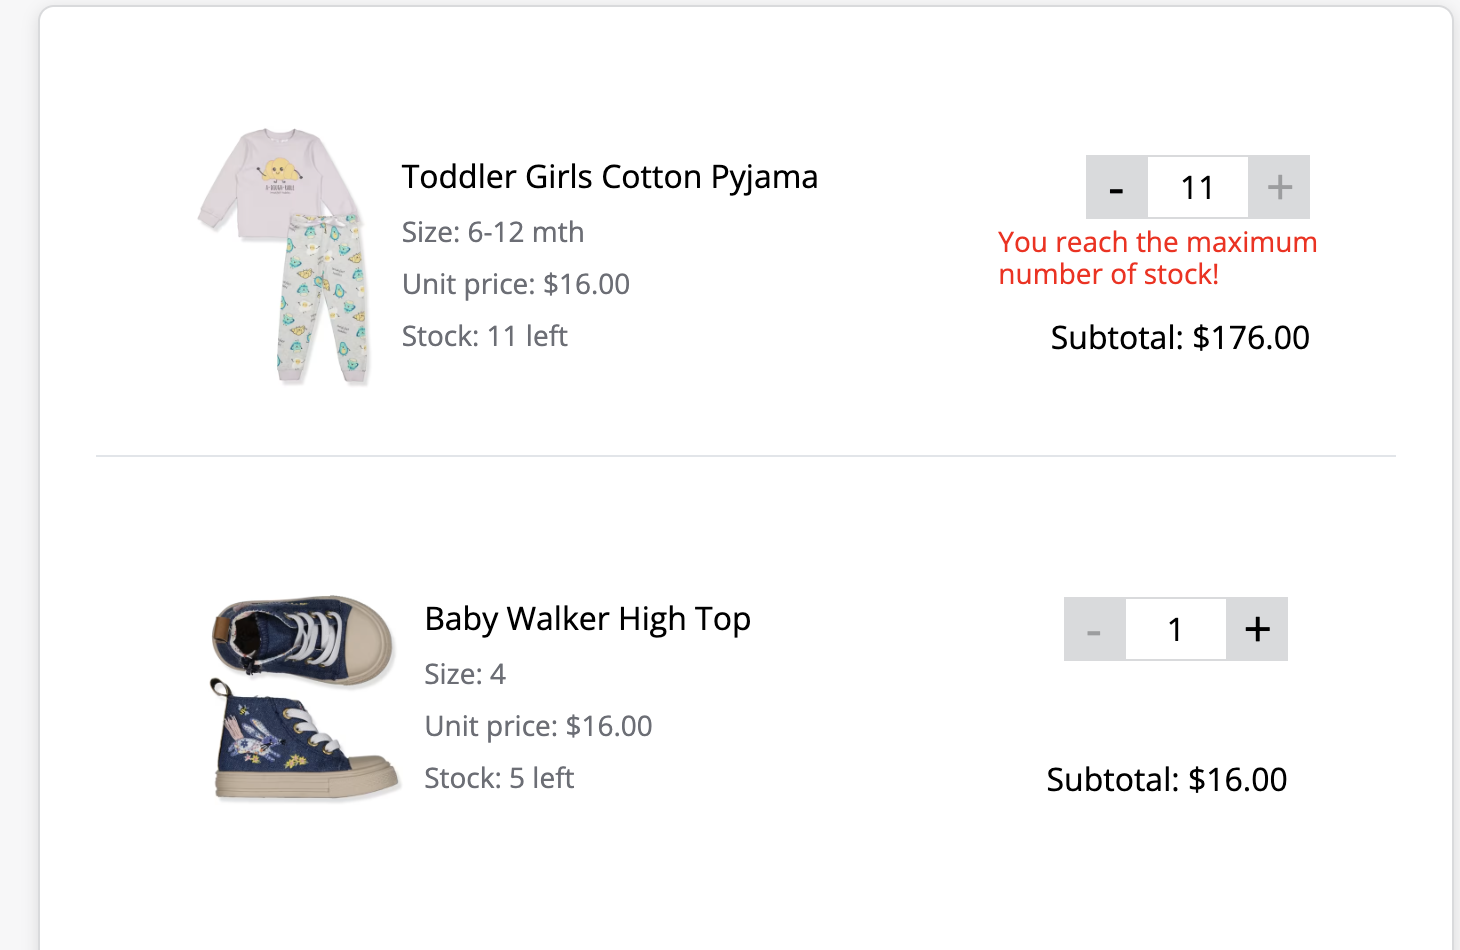 Toddler Girls Cotton Pyjama
Size: 6-12 mth
Unit price: $16.00
Stock: 11 left
- 11 +
You reach the maximum
number of stock!
Subtotal: $176.00
Baby Walker High Top
Size: 4
Unit price: $16.00
Stock: 5 left
- 1 +
Subtotal: $16.00